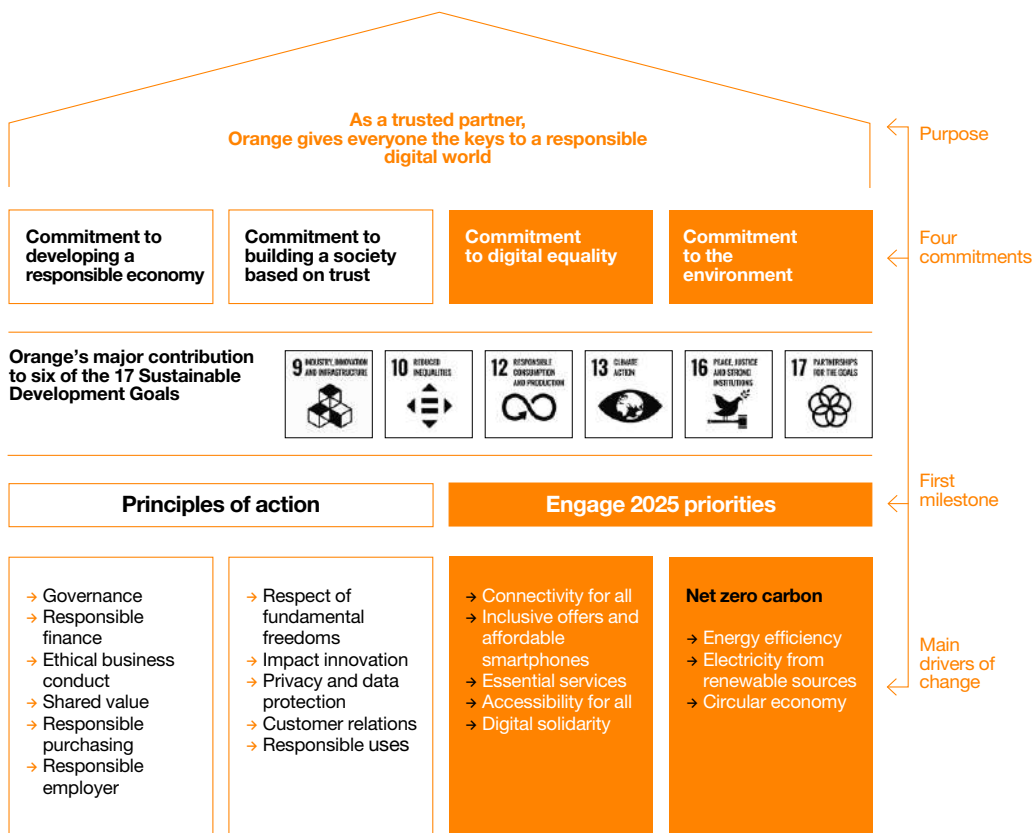 As a trusted partner,
Orange gives everyone the keys to a responsible
digital world
Purpose
Commitment to
developing a
responsible economy
Commitment to
building a society
based on trust
Commitment
to digital equality
Commitment
to the
environment
Four
commitments
Orange's major contribution
to six of the 17 Sustainable
Development Goals
9 INDUSTRY, INNOVATION
AND INFRASTRUCTURE
10 REDUCED
INEQUALITIES
12 RESPONSIBLE
CONSUMPTION
AND PRODUCTION
13 CLIMATE
ACTION
16 PEACE, JUSTICE
AND STRONG
INSTITUTIONS
17 PARTNERSHIPS
FOR THE GOALS
Principles of action
Engage 2025 priorities
First
milestone
→ Governance
→ Responsible
finance
→ Ethical business
conduct
→ Shared value
→ Responsible
purchasing
→ Responsible
employer
→ Respect of
fundamental
freedoms
→ Impact innovation
→ Privacy and data
protection
→ Customer relations
→ Responsible uses
→ Connectivity for all
→ Inclusive offers and
affordable
smartphones
→ Essential services
→ Accessibility for all
→ Digital solidarity
Net zero carbon
→ Energy efficiency
→ Electricity from
renewable sources
→ Circular economy
Main
drivers of
change